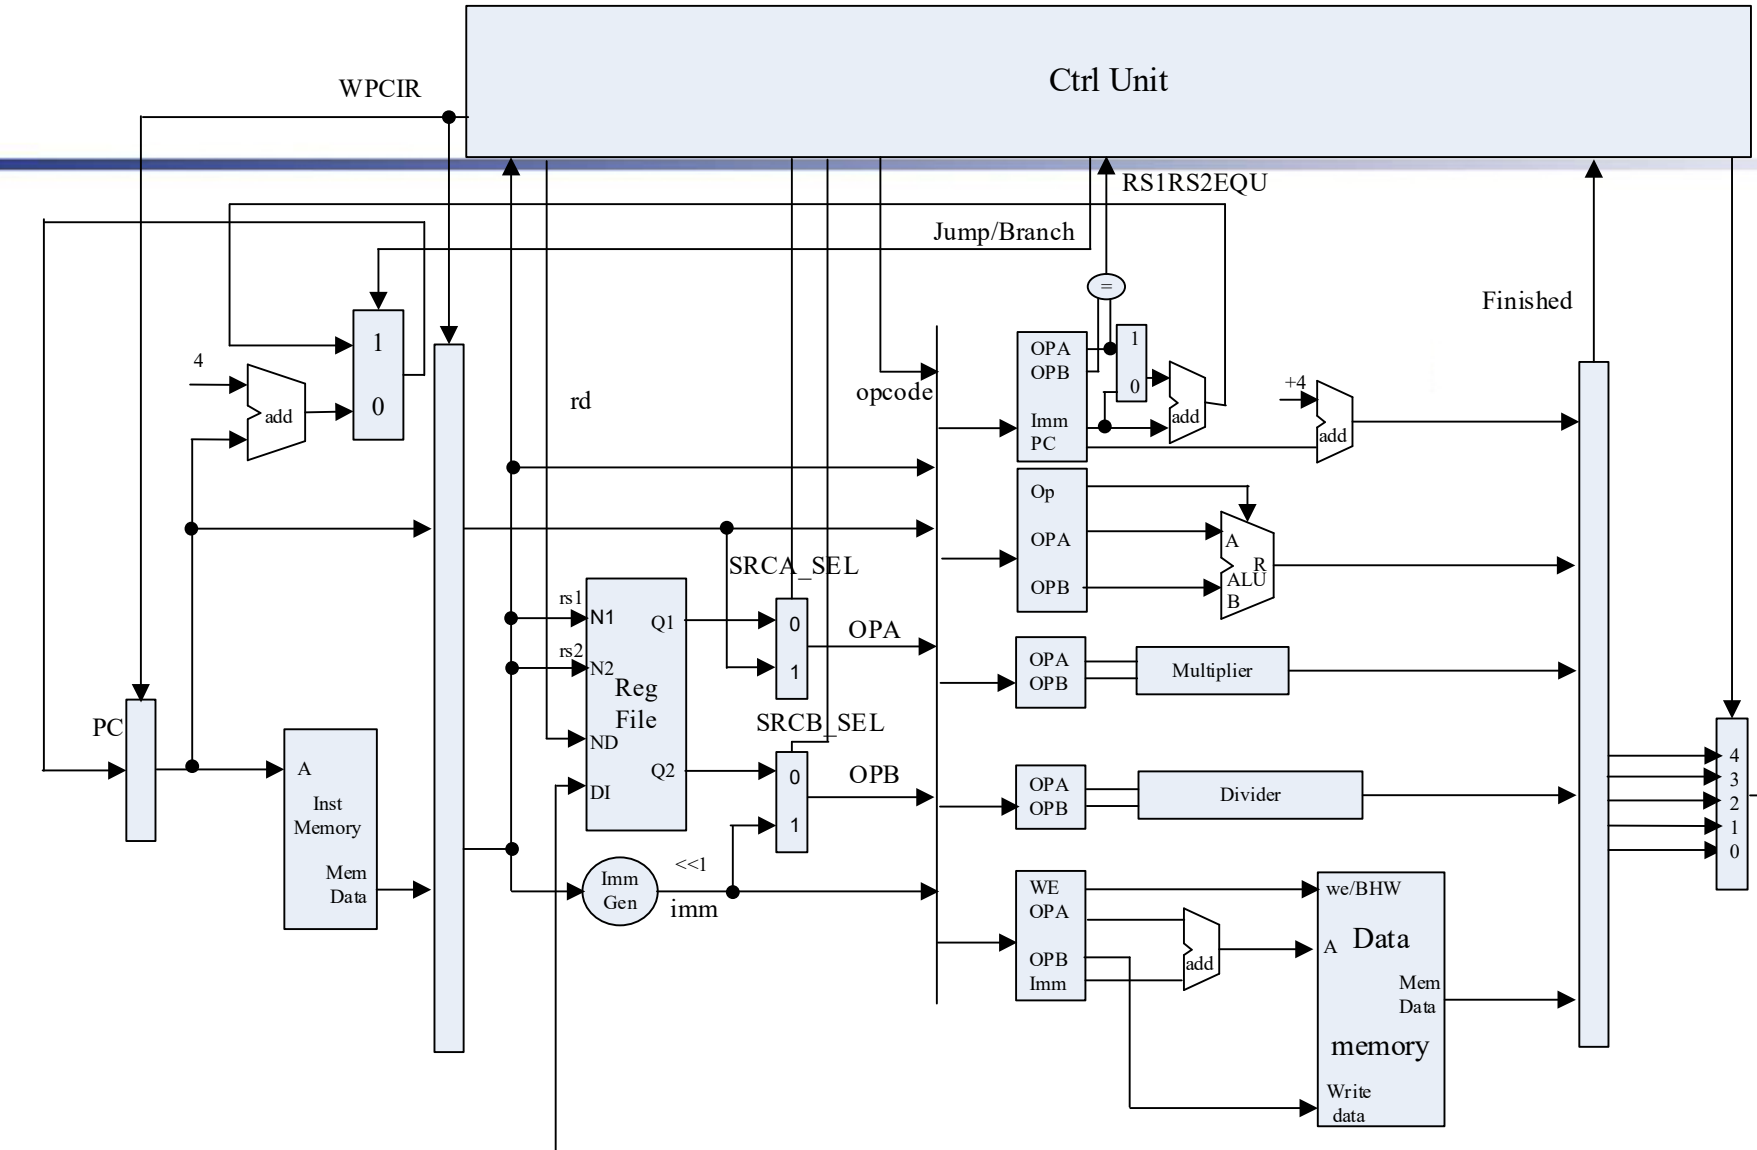 Ctrl Unit
WPCIR
RS1RS2EQU
Jump/Branch
=
Finished
1
0
4
add
rd
opcode
OPA
OPB
Imm
PC
1
0
add
+4
add
Op
OPA
OPB
A
R
ALU
B
SRCA_SEL
rs1
N1
Q1
rs2
N2
Reg
File
ND
Q2
DI
0
1
OPA
SRCB_SEL
0
1
OPB
OPA
OPB
Multiplier
OPA
OPB
Divider
PC
A
Inst
Memory
Mem
Data
Imm
Gen
<<1
imm
WE
OPA
OPB
Imm
add
we/BHW
A
Data
Mem
Data
memory
Write
data
4
3
2
1
0